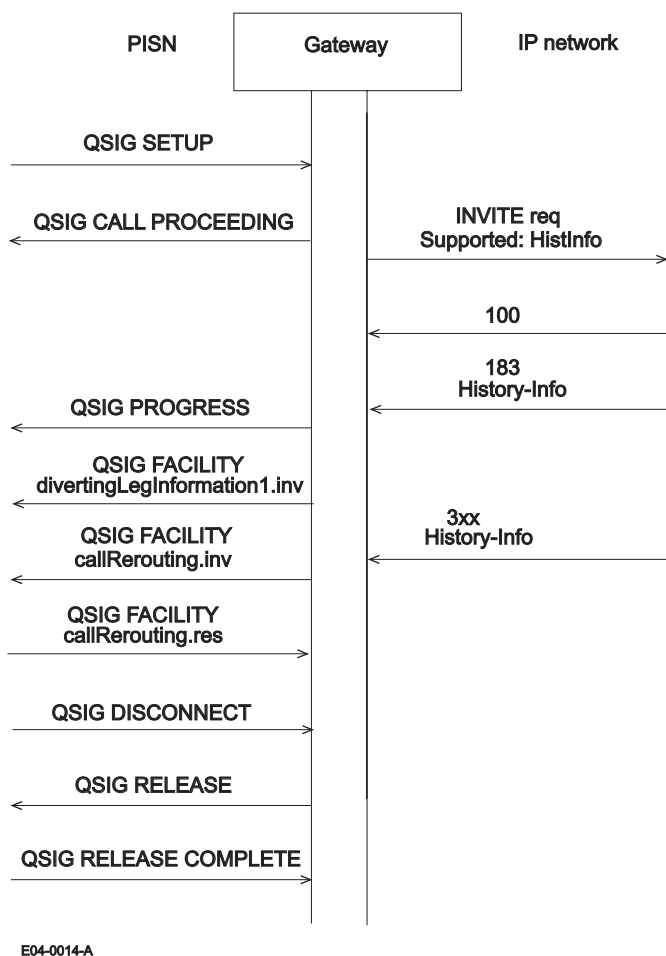 PISN
Gateway
IP network
QSIG SETUP
QSIG CALL PROCEEDING
INVITE req
Supported: HistInfo
100
183
History-Info
QSIG PROGRESS
QSIG FACILITY
divertingLegInformation1.inv
3xx
History-Info
QSIG FACILITY
callRerouting.inv
QSIG FACILITY
callRerouting.res
QSIG DISCONNECT
QSIG RELEASE
QSIG RELEASE COMPLETE
E04-0014-A